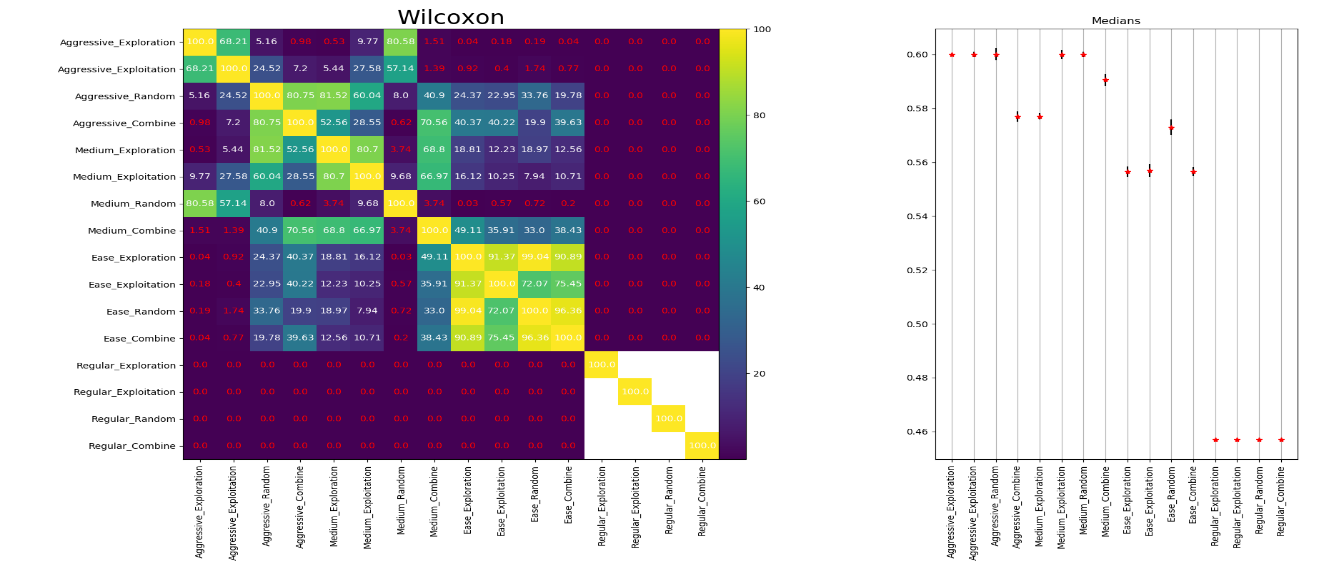 Wilcoxon
Aggressive_Exploration 100.0 68.21 5.16 0.98 0.53 9.77 80.58 1.51 0.04 0.18 0.19 0.04 0.0 0.0 0.0 0.0
Aggressive_Exploitation 68.21 100.0 24.52 7.2 5.44 27.58 57.14 1.39 0.92 0.4 1.74 0.77 0.0 0.0 0.0 0.0
Aggressive_Random 5.16 24.52 100.0 80.75 81.52 60.04 8.0 40.9 24.37 22.95 33.76 19.78 0.0 0.0 0.0 0.0
Aggressive_Combine 0.98 7.2 80.75 100.0 52.56 28.55 0.62 70.56 40.37 40.22 19.9 39.63 0.0 0.0 0.0 0.0
Medium_Exploration 0.53 5.44 81.52 52.56 100.0 80.7 3.74 68.8 18.81 12.23 18.97 12.56 0.0 0.0 0.0 0.0
Medium_Exploitation 9.77 27.58 60.04 28.55 80.7 100.0 9.68 66.97 16.12 10.25 7.94 10.71 0.0 0.0 0.0 0.0
Medium_Random 80.58 57.14 8.0 0.62 3.74 9.68 100.0 3.74 0.03 0.57 0.72 0.2 0.0 0.0 0.0 0.0
Medium_Combine 1.51 1.39 40.9 70.56 68.8 66.97 3.74 100.0 49.11 35.91 33.0 38.43 0.0 0.0 0.0 0.0
Ease_Exploration 0.04 0.92 24.37 40.37 18.81 16.12 0.03 49.11 100.0 91.37 99.04 90.89 0.0 0.0 0.0 0.0
Ease_Exploitation 0.18 0.4 22.95 40.22 12.23 10.25 0.57 35.91 91.37 100.0 72.07 75.45 0.0 0.0 0.0 0.0
Ease_Random 0.19 1.74 33.76 19.9 18.97 7.94 0.72 33.0 99.04 72.07 100.0 96.36 0.0 0.0 0.0 0.0
Ease_Combine 0.04 0.77 19.78 39.63 12.56 10.71 0.2 38.43 90.89 75.45 96.36 100.0 0.0 0.0 0.0 0.0
Regular_Exploration 0.0 0.0 0.0 0.0 0.0 0.0 0.0 0.0 0.0 0.0 0.0 0.0 100.0
Regular_Exploitation 0.0 0.0 0.0 0.0 0.0 0.0 0.0 0.0 0.0 0.0 0.0 0.0 100.0
Regular_Random 0.0 0.0 0.0 0.0 0.0 0.0 0.0 0.0 0.0 0.0 0.0 0.0 100.0
Regular_Combine 0.0 0.0 0.0 0.0 0.0 0.0 0.0 0.0 0.0 0.0 0.0 0.0 100.0
Aggressive_Exploration
Aggressive_Exploitation
Aggressive_Random
Aggressive_Combine
Medium_Exploration
Medium_Exploitation
Medium_Random
Medium_Combine
Ease_Exploration
Ease_Exploitation
Ease_Random
Ease_Combine
Regular_Exploration
Regular_Exploitation
Regular_Random
Regular_Combine
100
80
60
40
20
Medians
0.60
0.58
0.56
0.54
0.52
0.50
0.48
0.46
Aggressive_Exploration
Aggressive_Exploitation
Aggressive_Random
Aggressive_Combine
Medium_Exploration
Medium_Exploitation
Medium_Random
Medium_Combine
Ease_Exploration
Ease_Exploitation
Ease_Random
Ease_Combine
Regular_Exploration
Regular_Exploitation
Regular_Random
Regular_Combine